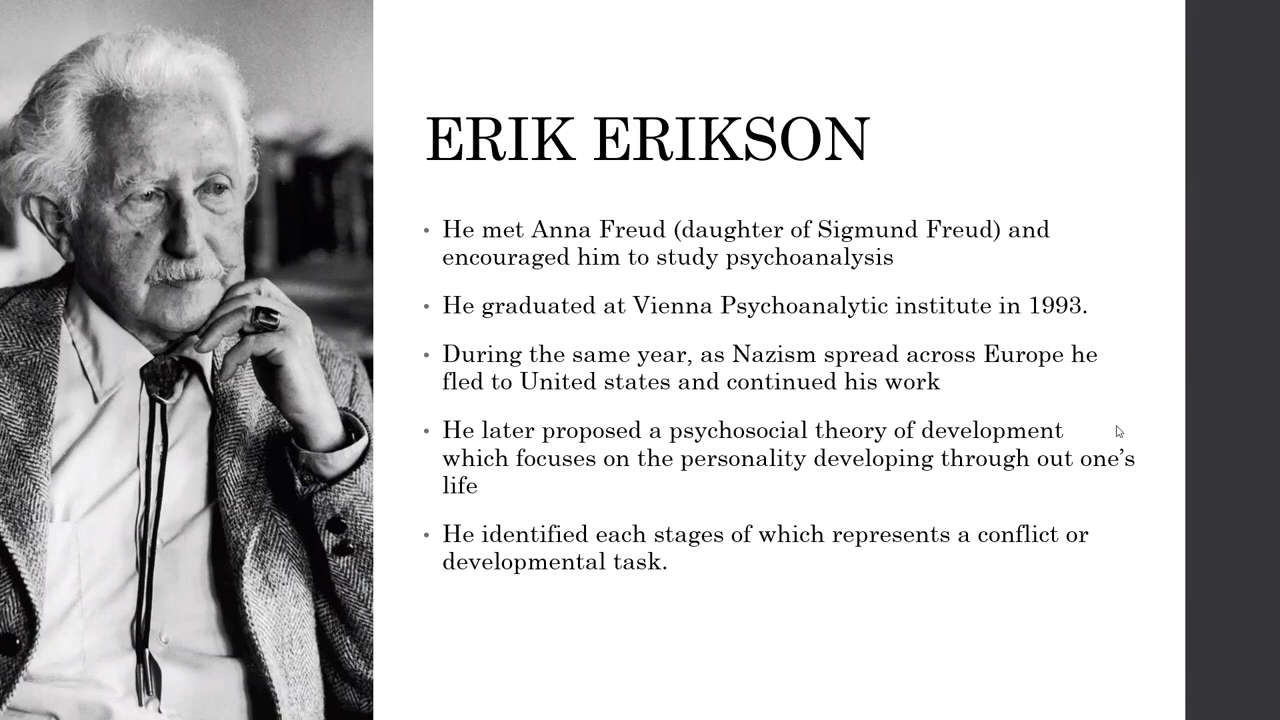 ERIK ERIKSON
• He met Anna Freud (daughter of Sigmund Freud) and
encouraged him to study psychoanalysis
• He graduated at Vienna Psychoanalytic institute in 1993.
• During the same year, as Nazism spread across Europe he
fled to United states and continued his work
• He later proposed a psychosocial theory of development
which focuses on the personality developing through out one’s
life
• He identified each stages of which represents a conflict or
developmental task.